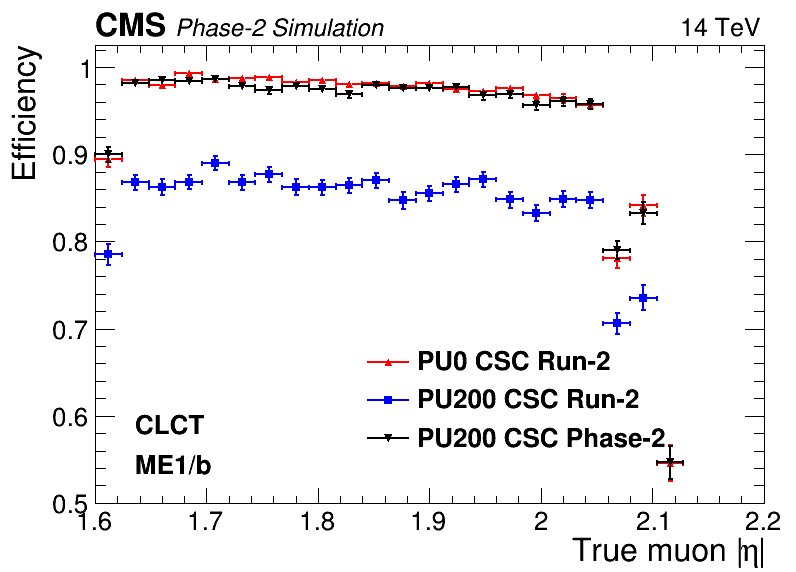 CMS Phase-2 Simulation 14 TeV
Efficiency
1
0.9
0.8
0.7
0.6
0.5
PU0 CSC Run-2
PU200 CSC Run-2
PU200 CSC Phase-2
CLCT
ME1/b
1.6 1.7 1.8 1.9 2 2.1 2.2
True muon |η|